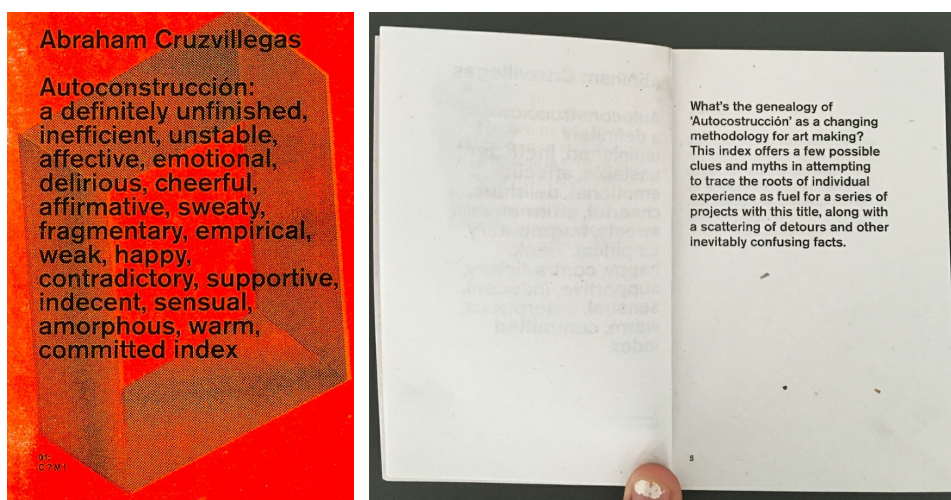 Abraham Cruzvillegas
Autoconstrucción:
a definitely unfinished,
inefficient, unstable,
affective, emotional,
delirious, cheerful,
affirmative, sweaty,
fragmentary, empirical,
weak, happy,
contradictory, supportive,
indecent, sensual,
amorphous, warm,
committed index
What's the genealogy of
‘Autocostrucción’ as a changing
methodology for art making?
This index offers a few possible
clues and myths in attempting
to trace the roots of individual
experience as fuel for a series of
projects with this title, along with
a scattering of detours and other
inevitably confusing facts.
5